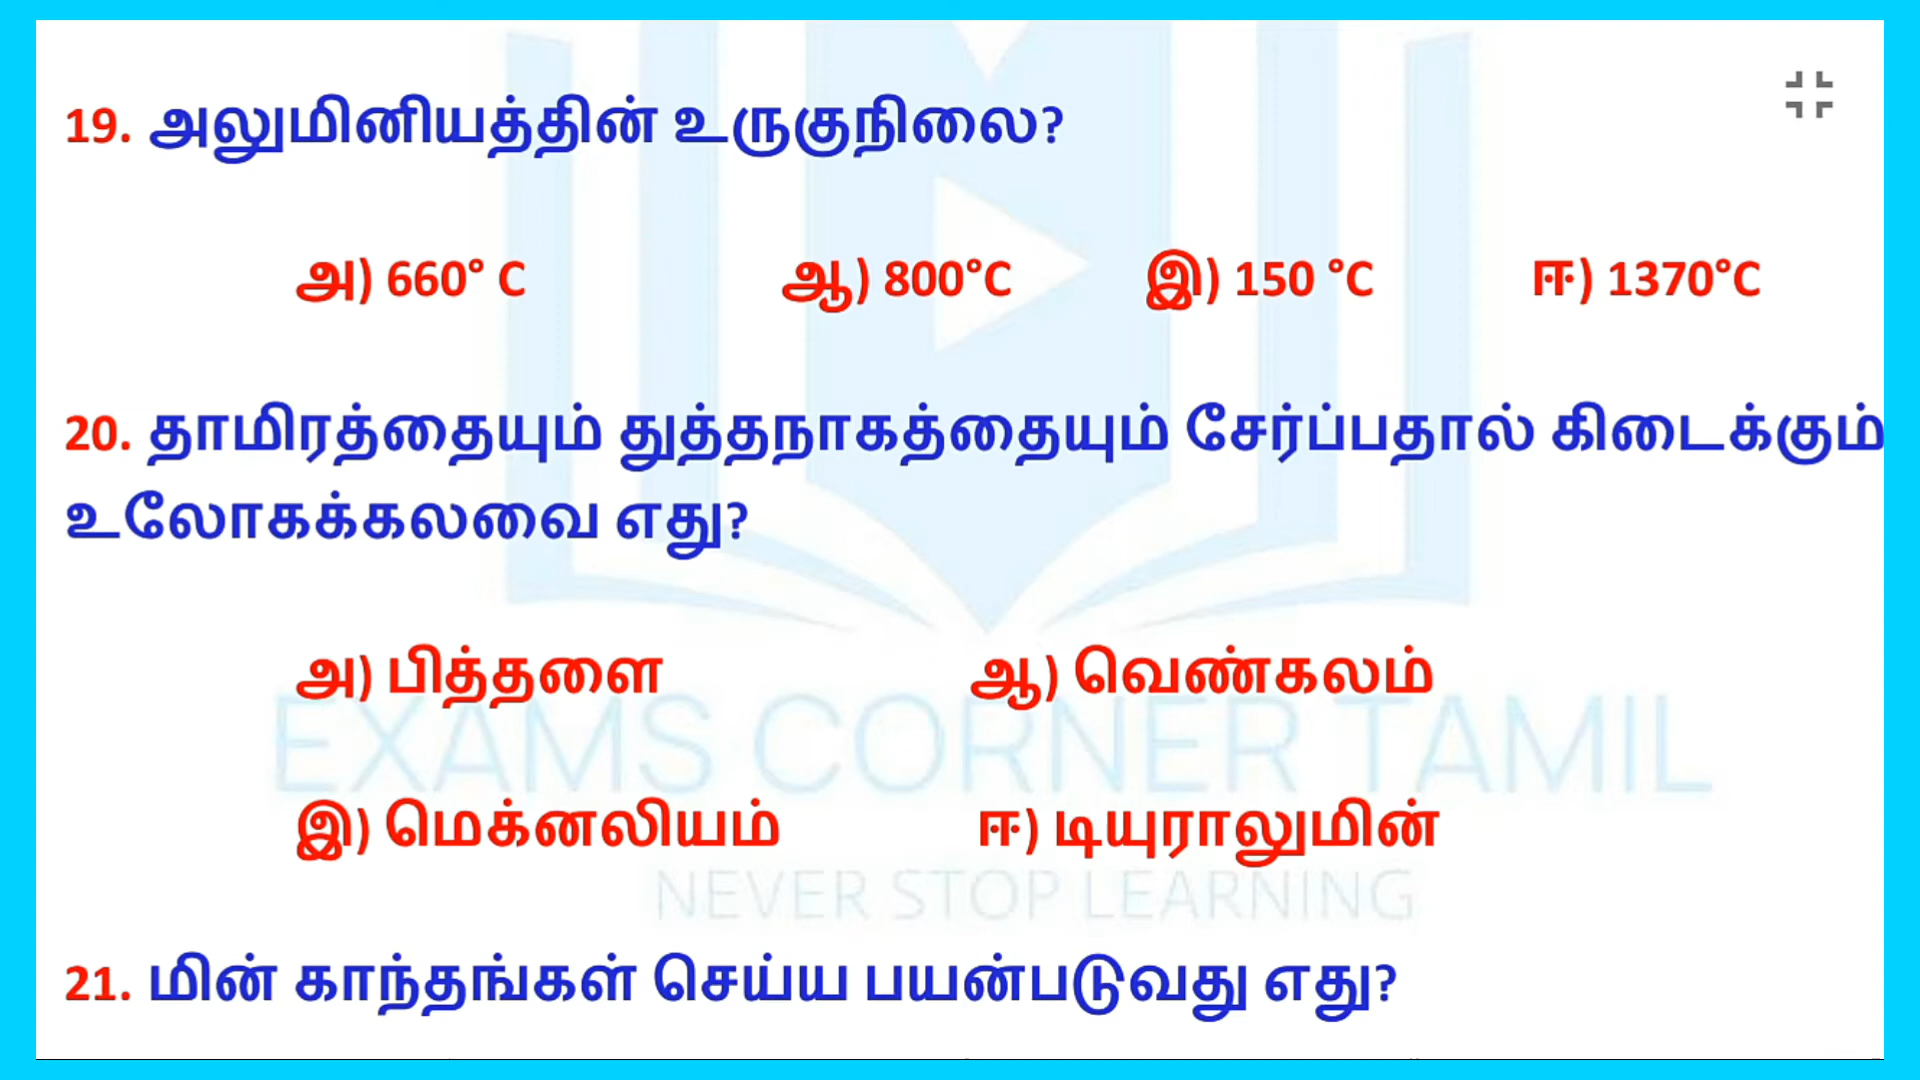 19. அலுமினியத்தின் உருகுநிலை?
அ) 660° C ஆ) 800°C இ) 150 °C ஈ) 1370°C
20. தாமிரத்தையும் துத்தநாகத்தையும் சேர்ப்பதால் கிடைக்கும்
உலோகக்கலவை எது?
அ) பித்தளை ஆ) வெண்கலம்
EXAMS CORNER TAMIL
இ) மெக்னலியம் ஈ) டியுராலுமின்
NEVER STOP LEARNING
21. மின் காந்தங்கள் செய்ய பயன்படுவது எது?